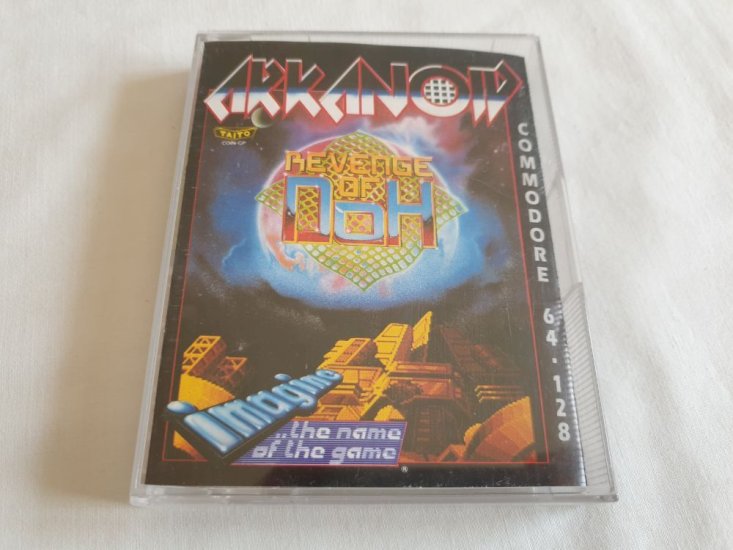 ARKANOID
TAITO
COIN-OP
REVENGE
OF
DOH
COMMODORE 64·128
imagine
..the name
of the game
®